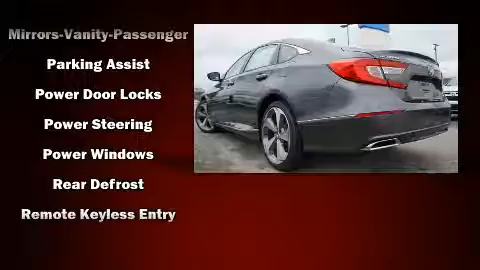 Mirrors-Vanity-Passenger
Parking Assist
Power Door Locks
Power Steering
Power Windows
Rear Defrost
Remote Keyless Entry